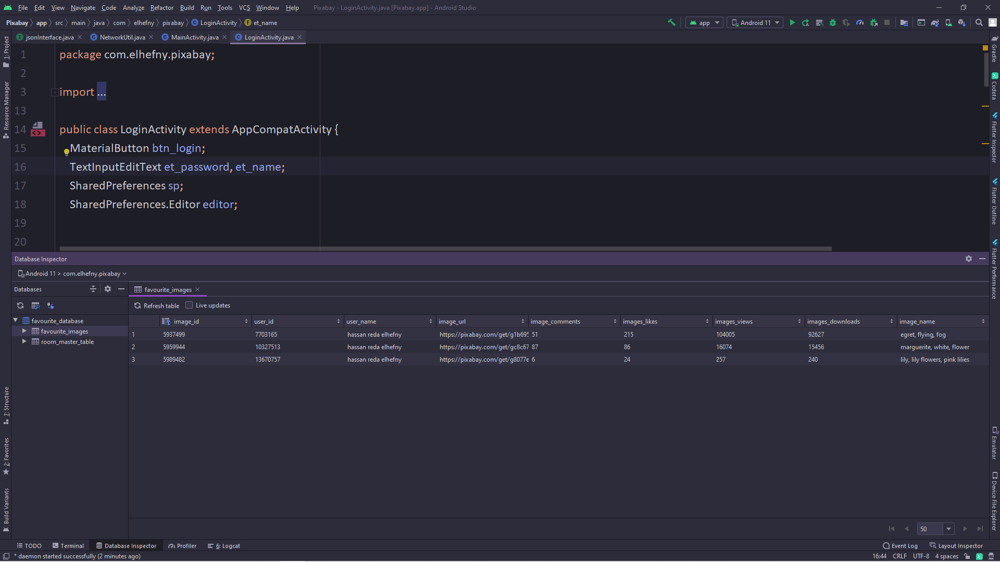 File Edit View Navigate Code Analyze Refactor Build Run Tools VCS Window Help Pixabay - LoginActivity.java [Pixabay.app] - Android Studio
Pixabay app src main java com elhefny pixabay LoginActivity et_name app Android 11
jsonInterface.java NetworkUtil.java MainActivity.java LoginActivity.java
1 package com.elhefny.pixabay;
2
3 import ...
13
14 public class LoginActivity extends AppCompatActivity {
15 MaterialButton btn_login;
16 TextInputEditText et_password, et_name;
17 SharedPreferences sp;
18 SharedPreferences.Editor editor;
19
20
Database Inspector
Android 11 > com.elhefny.pixabay
Databases favourite_images
Refresh table Live updates
favourite_database
favourite_images
room_master_table
image_id user_id user_name image_url image_comments images_likes images_views images_downloads image_name
1 5937499 7703165 hassan reda elhefny https://pixabay.com/get/g1b695 51 215 104005 92627 egret, flying, fog
2 5959944 10327513 hassan reda elhefny https://pixabay.com/get/gc8c67 87 86 16074 15456 marguerite, white, flower
3 5989482 13670757 hassan reda elhefny https://pixabay.com/get/g8077e 6 24 257 240 lily, lily flowers, pink lilies
50
1: Project
Resource Manager
7: Structure
2: Favorites
Build Variants
Gradle
Codota
Flutter Inspector
Flutter Outline
Flutter Performance
Emulator
Device File Explorer
TODO Terminal Database Inspector Profiler 6: Logcat Event Log Layout Inspector
* daemon started successfully (2 minutes ago) 16:44 CRLF UTF-8 4 spaces